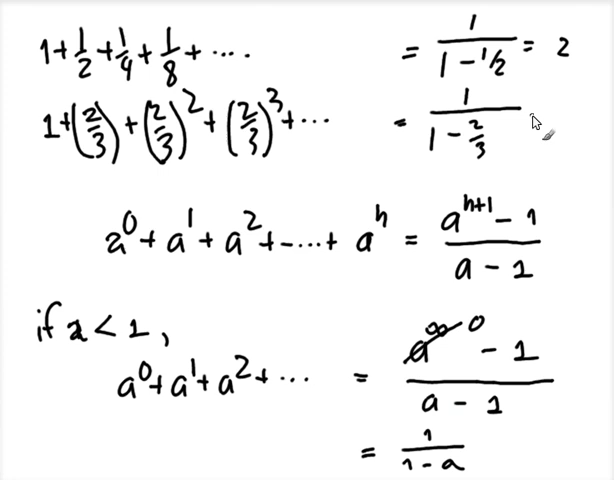 1 + 1/2 + 1/4 + 1/8 + .... = 1/(1 - 1/2) = 2
1 + (2/3) + (2/3)^2 + (2/3)^3 + ... = 1/(1 - 2/3)
a^0 + a^1 + a^2 + -...+ a^n = (a^(n+1) - 1)/(a - 1)
if a < 1,
a^0 + a^1 + a^2 + ... = (a^∞ 0 - 1)/(a - 1)
= 1/(1 - a)